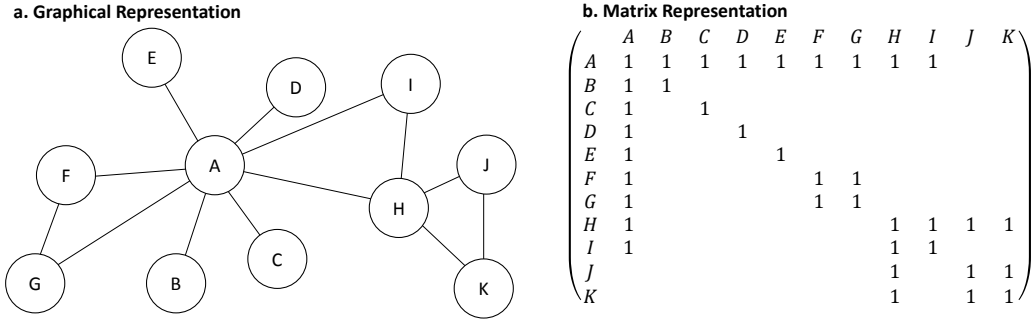 a. Graphical Representation
E
D
I
A
J
F
H
C
G
B
K
b. Matrix Representation
A B C D E F G H I J K
A 1 1 1 1 1 1 1 1 1
B 1 1
C 1 1
D 1 1
E 1 1
F 1 1 1
G 1 1 1
H 1 1 1 1 1
I 1 1 1
J 1 1 1
K 1 1 1